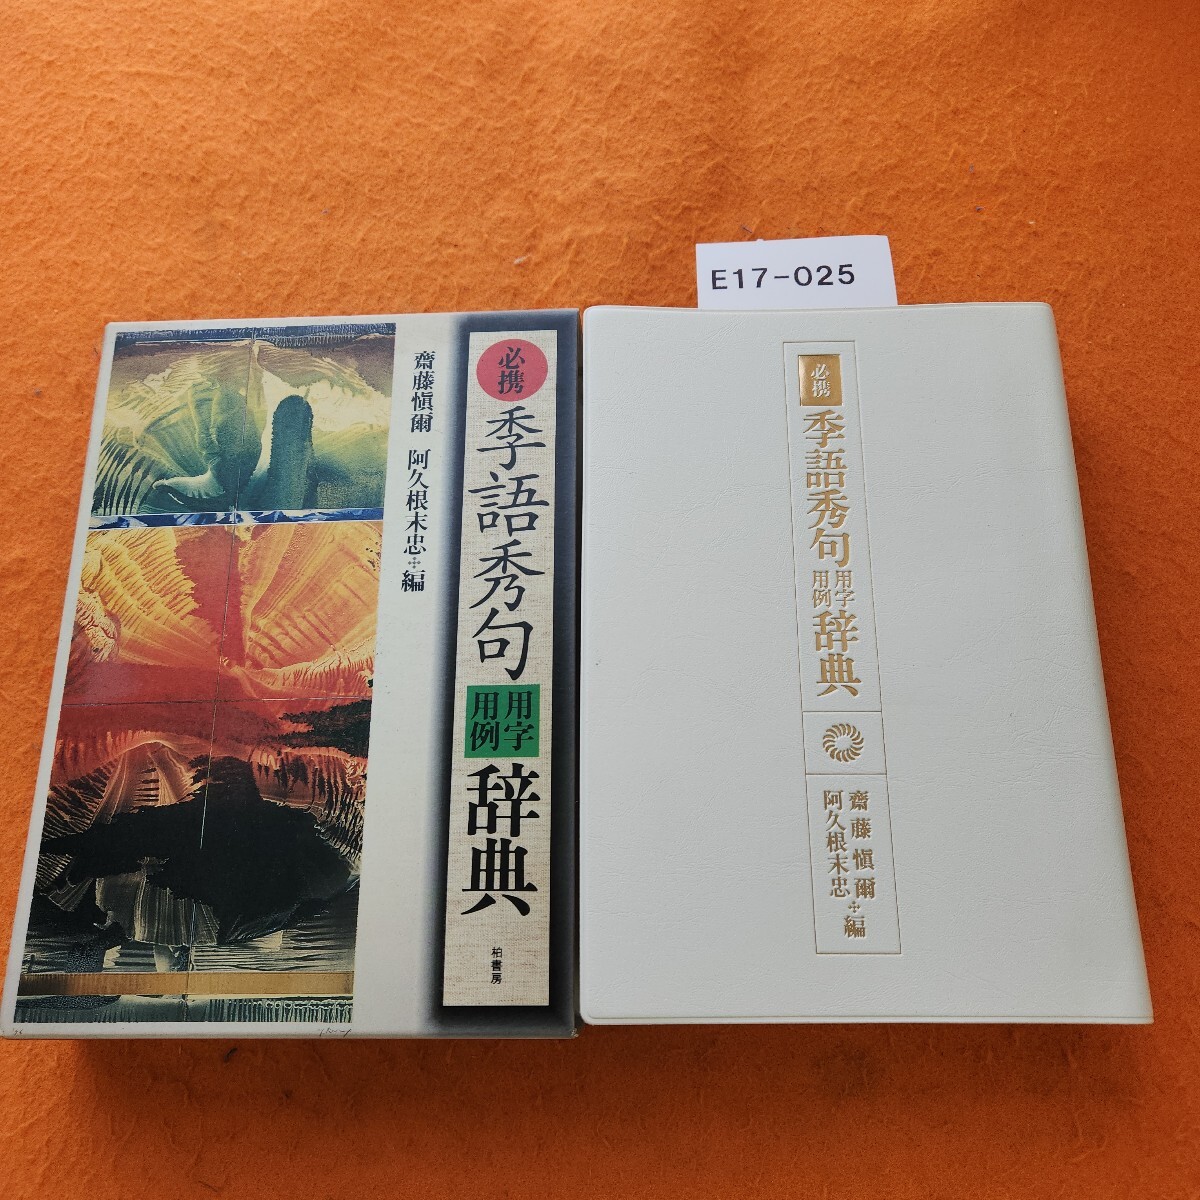 E17-025
必携
季語秀句
用字
用例
辞典
齋藤愼爾 阿久根末忠 編
柏書房
必携
季語秀句
用字
用例
辞典
齋藤愼爾
阿久根末忠 編